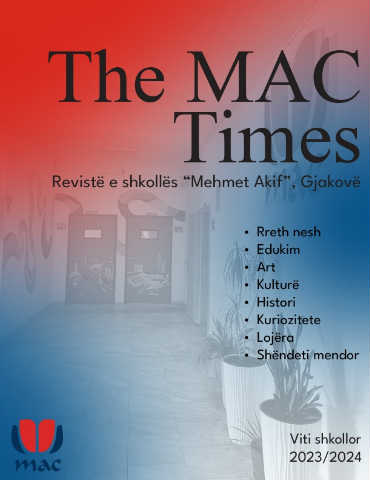 The MAC
Times
Revistë e shkollës “Mehmet Akif”, Gjakovë
• Rreth nesh
• Edukim
• Art
• Kulturë
• Histori
• Kuriozitete
• Lojëra
• Shëndeti mendor
Viti shkollor
2023/2024
mac